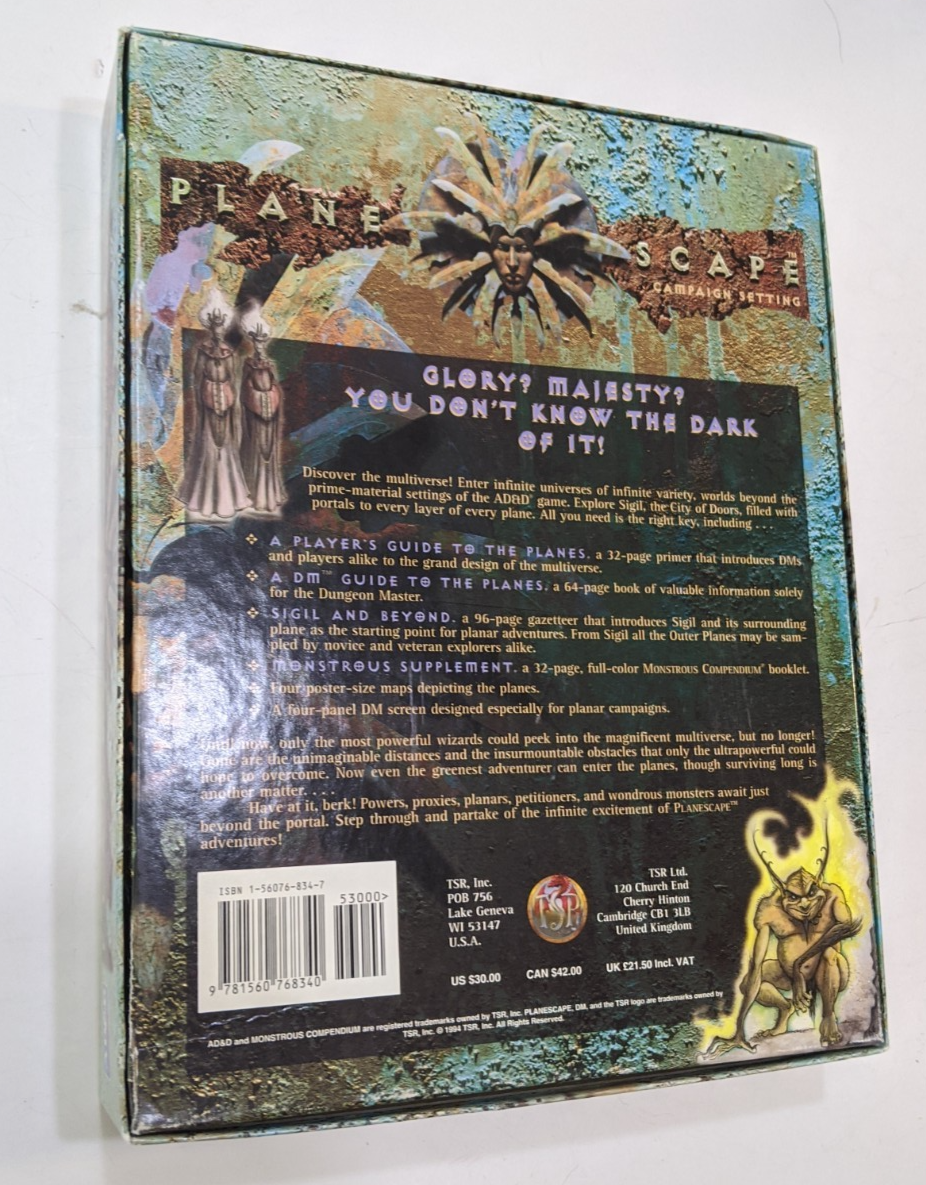 PLANE SCAPE™
CAMPAIGN SETTING
GLORY? MAJESTY?
YOU DON'T KNOW THE DARK
OF IT!
Discover the multiverse! Enter infinite universes of infinite variety, worlds beyond the
prime-material settings of the AD&D® game. Explore Sigil, the City of Doors, filled with
portals to every layer of every plane. All you need is the right key, including . . .
❖ A PLAYER'S GUIDE TO THE PLANES. a 32-page primer that introduces DMs
and players alike to the grand design of the multiverse.
❖ A DM™ GUIDE TO THE PLANES. a 64-page book of valuable information solely
for the Dungeon Master.
❖ SIGIL AND BEYOND. a 96-page gazetteer that introduces Sigil and its surrounding
plane as the starting point for planar adventures. From Sigil all the Outer Planes may be sam-
pled by novice and veteran explorers alike.
❖ MONSTROUS SUPPLEMENT. a 32-page, full-color MONSTROUS COMPENDIUM® booklet.
❖ Four poster-size maps depicting the planes.
❖ A four-panel DM screen designed especially for planar campaigns.
Until now, only the most powerful wizards could peek into the magnificent multiverse, but no longer!
Gone are the unimaginable distances and the insurmountable obstacles that only the ultrapowerful could
hope to overcome. Now even the greenest adventurer can enter the planes, though surviving long is
another matter. . . .
Have at it, berk! Powers, proxies, planars, petitioners, and wondrous monsters await just
beyond the portal. Step through and partake of the infinite excitement of PLANESCAPE™
adventures!
ISBN 1-56076-834-7
53000>
9 781560 768340
TSR, Inc.
POB 756
Lake Geneva
WI 53147
U.S.A.
TSR
TSR Ltd.
120 Church End
Cherry Hinton
Cambridge CB1 3LB
United Kingdom
US $30.00 CAN $42.00 UK £21.50 Incl. VAT
AD&D and MONSTROUS COMPENDIUM are registered trademarks owned by TSR, Inc. PLANESCAPE, DM, and the TSR logo are trademarks owned by
TSR, Inc. © 1994 TSR, Inc. All Rights Reserved.